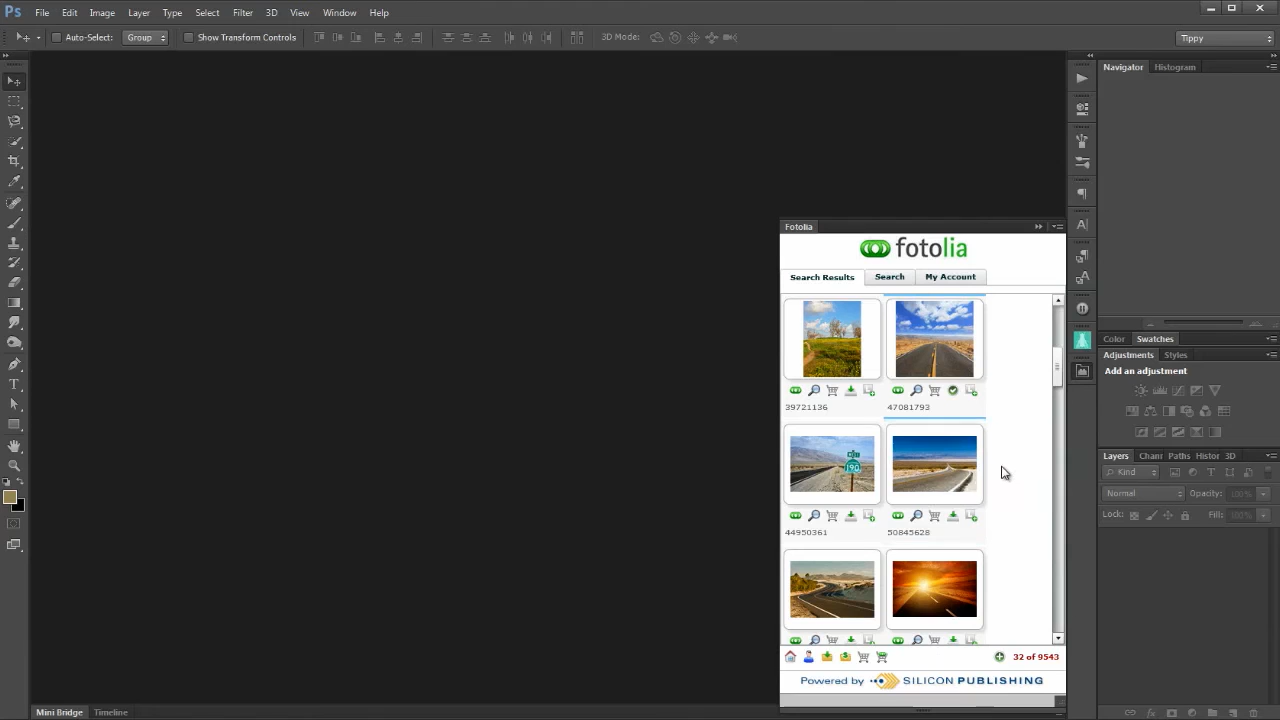 Ps File Edit Image Layer Type Select Filter 3D View Window Help
Auto-Select: Group Show Transform Controls 3D Mode: Tippy
Navigator Histogram
Fotolia
fotolia
Search Results Search My Account
39721136 47081793
190
44950361 50845628
32 of 9543
Powered by SILICON PUBLISHING
Color Swatches
Adjustments Styles
Add an adjustment
Layers Chann Paths Histor 3D
Kind
Normal Opacity: 100%
Lock: Fill: 100%
Mini Bridge Timeline